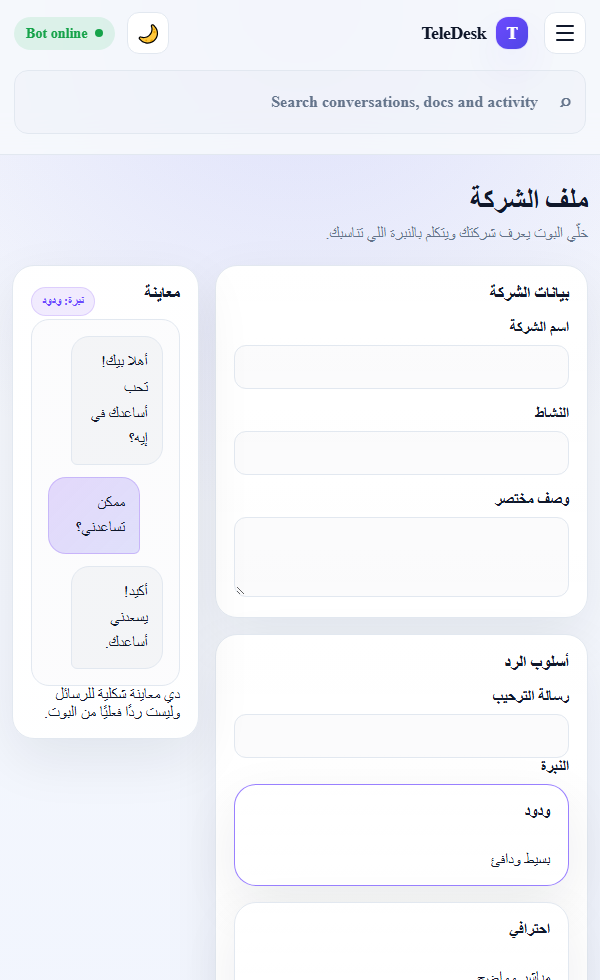 TeleDesk
T
Bot online
Search conversations, docs and activity
ملف الشركة
خلّي البوت يعرف شركتك ويتكلم بالنبرة اللي تناسبك.
بيانات الشركة
اسم الشركة
النشاط
وصف مختصر
أسلوب الرد
رسالة الترحيب
النبرة
ودود
بسيط ودافئ
احترافي
مباشر وواضح
معاينة
نبرة: ودود
أهلا بيك!
تحب
أساعدك في
إيه؟
ممكن
تساعدني؟
أكيد!
يسعدني
أساعدك.
دي معاينة شكلية للرسائل
وليست ردًا فعليًا من البوت.